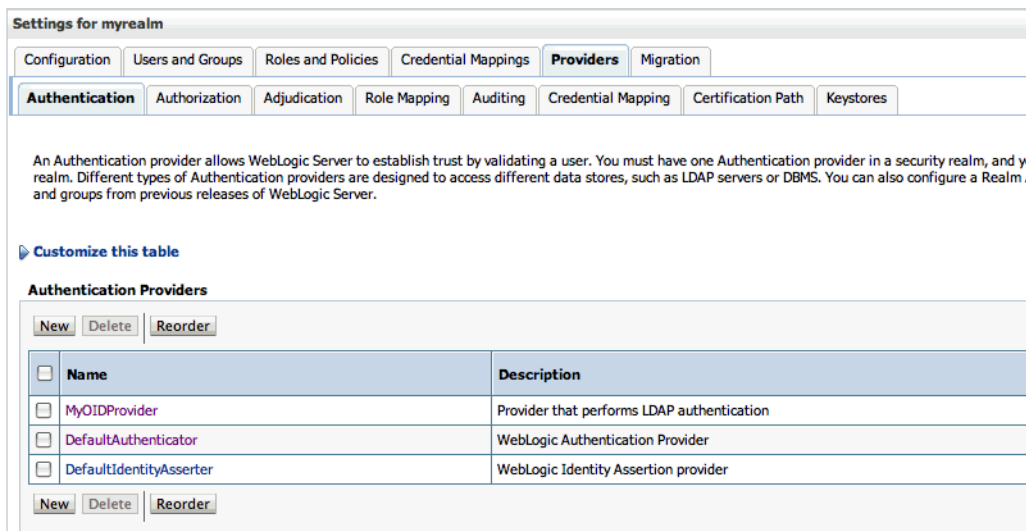 Settings for myrealm
Configuration Users and Groups Roles and Policies Credential Mappings Providers Migration
Authentication Authorization Adjudication Role Mapping Auditing Credential Mapping Certification Path Keystores
An Authentication provider allows WebLogic Server to establish trust by validating a user. You must have one Authentication provider in a security realm, and
realm. Different types of Authentication providers are designed to access different data stores, such as LDAP servers or DBMS. You can also configure a Realm
and groups from previous releases of WebLogic Server.
Customize this table
Authentication Providers
New Delete Reorder
Name Description
MyOIDProvider Provider that performs LDAP authentication
DefaultAuthenticator WebLogic Authentication Provider
DefaultIdentityAsserter WebLogic Identity Assertion provider
New Delete Reorder